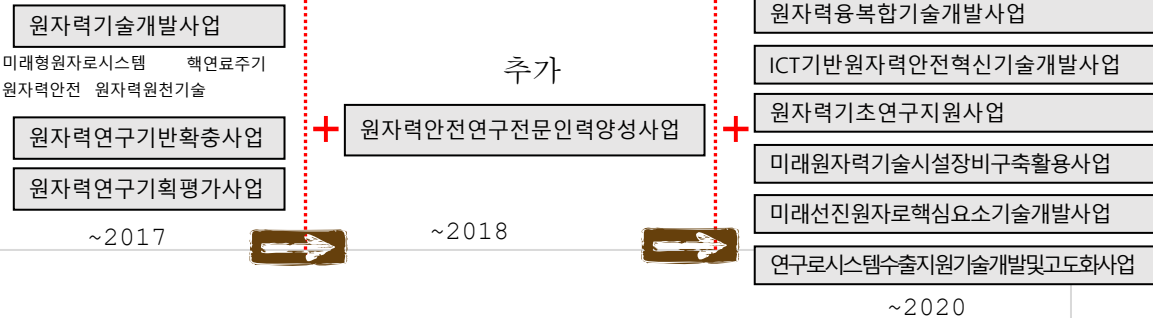 원자력기술개발사업
미래형원자로시스템 핵연료주기
원자력안전 원자력원천기술
원자력연구기반확충사업
원자력연구기획평가사업
~2017
+
추가
원자력안전연구전문인력양성사업
~2018
+
원자력융복합기술개발사업
ICT기반원자력안전혁신기술개발사업
원자력기초연구지원사업
미래원자력기술시설장비구축활용사업
미래선진원자로핵심요소기술개발사업
연구로시스템수출지원기술개발및고도화사업
~2020